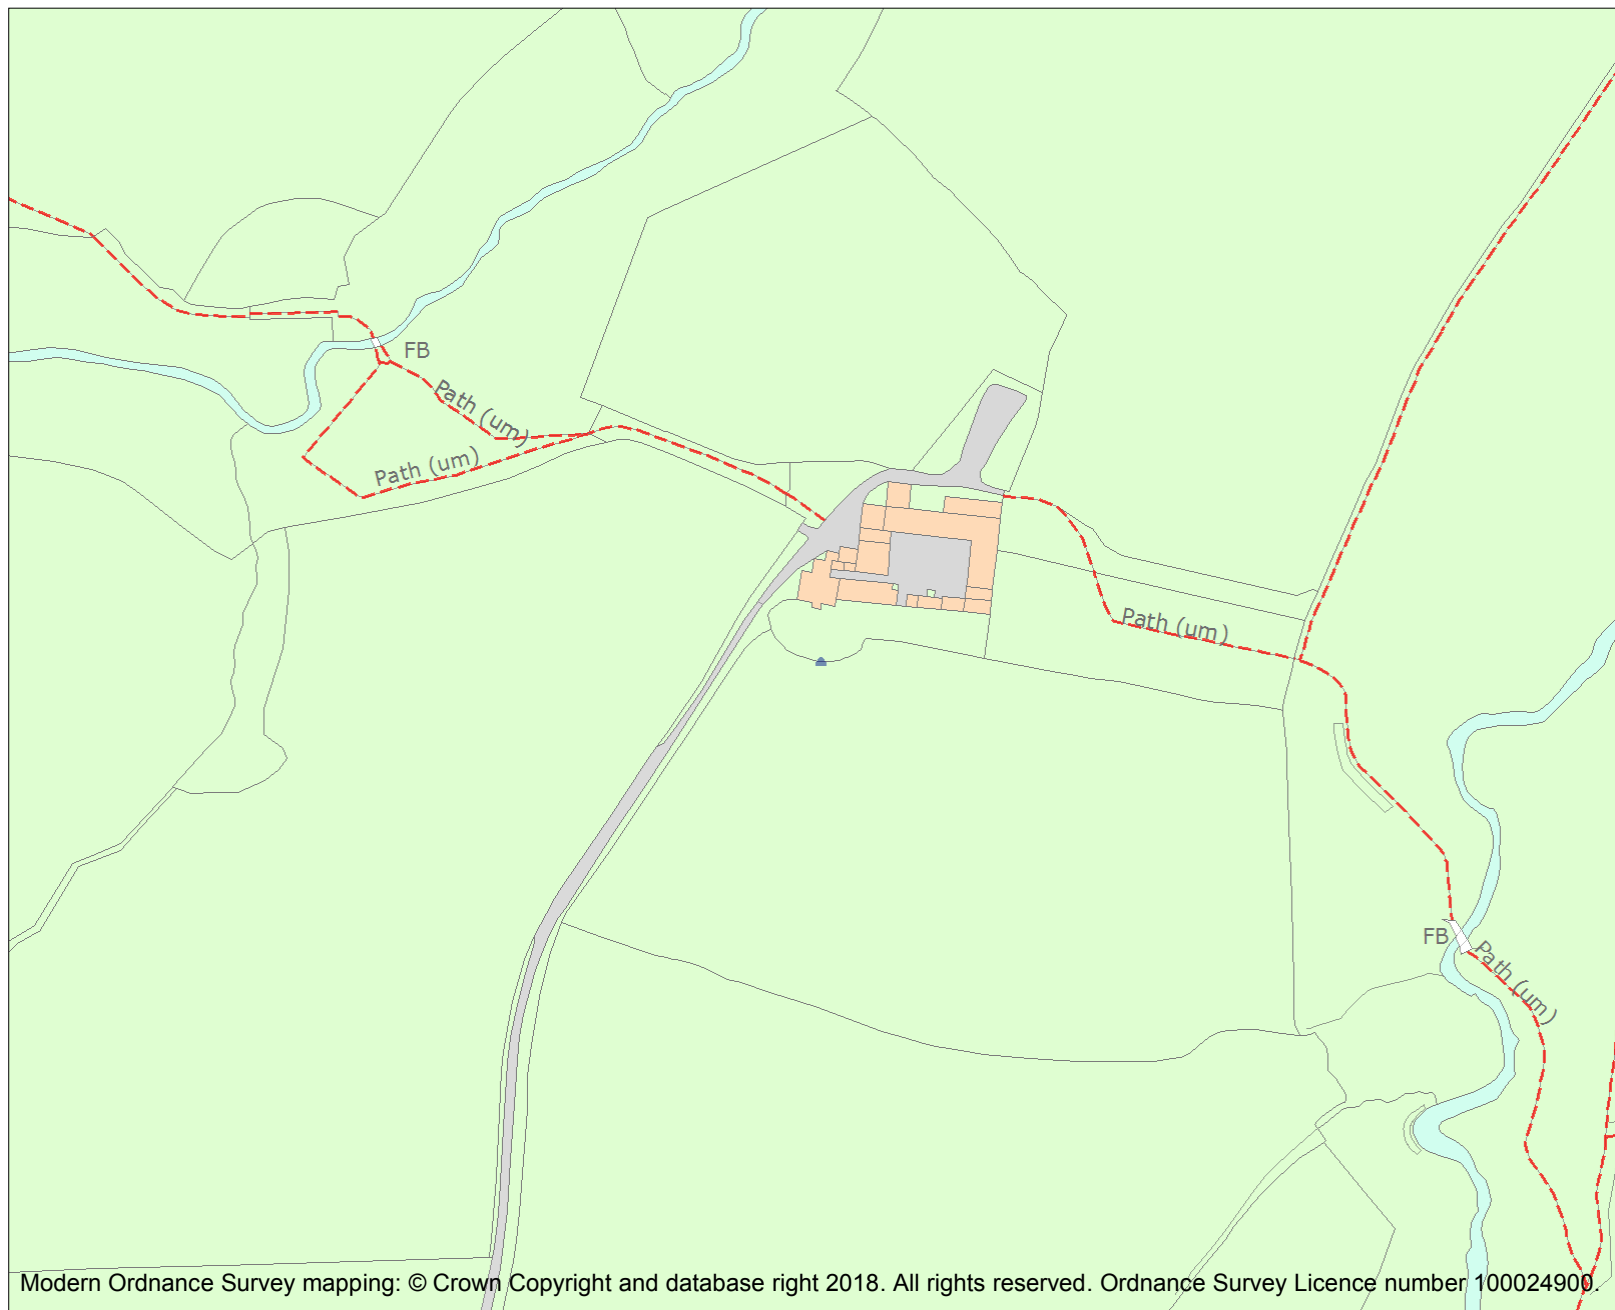 FB
Path (um)
Path (um)
Path (um)
FB
Path (um)
Modern Ordnance Survey mapping: © Crown Copyright and database right 2018. All rights reserved. Ordnance Survey Licence number 100024900.